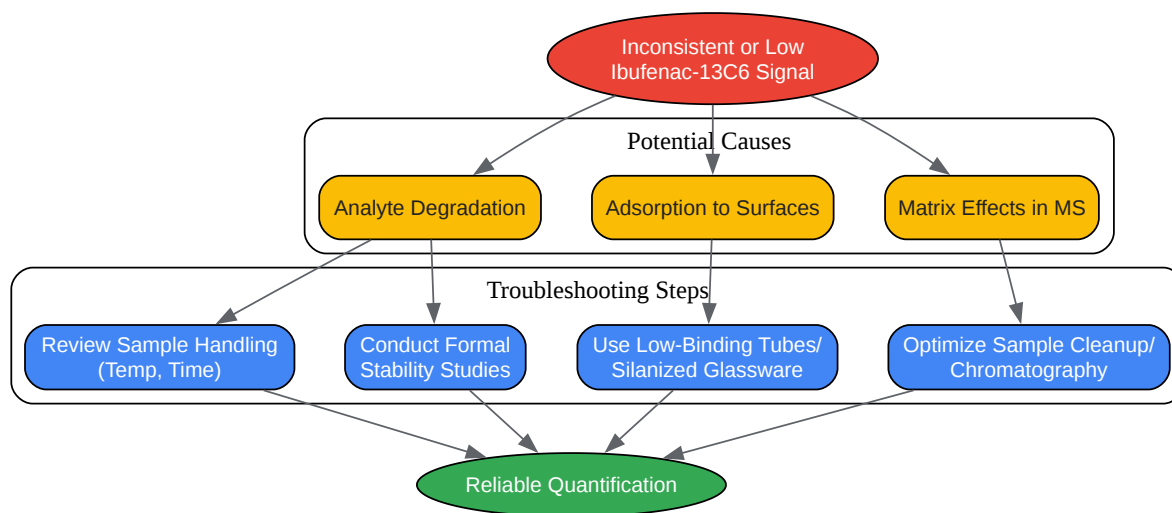 Inconsistent or Low
Ibufenac-13C6 Signal
Potential Causes
Analyte Degradation
Adsorption to Surfaces
Matrix Effects in MS
Troubleshooting Steps
Review Sample Handling
(Temp, Time)
Conduct Formal
Stability Studies
Use Low-Binding Tubes/
Silanized Glassware
Optimize Sample Cleanup/
Chromatography
Reliable Quantification